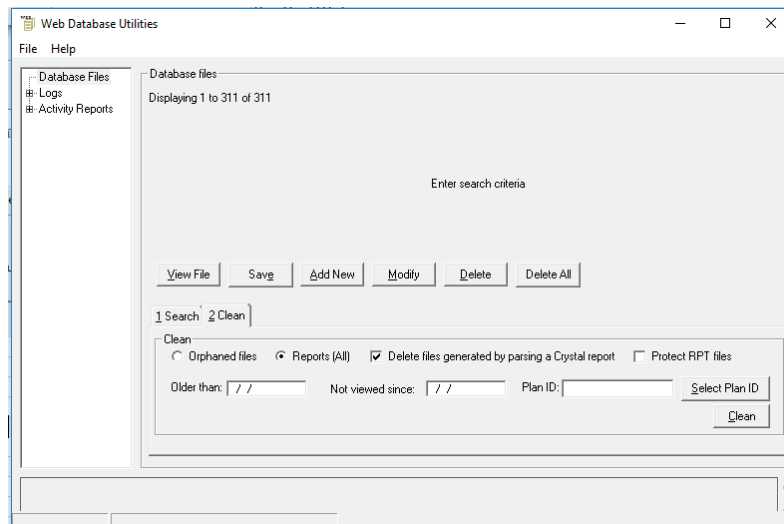 Web Database Utilities
File Help
Database Files
Logs
Activity Reports
Database files
Displaying 1 to 311 of 311
Enter search criteria
View File Save Add New Modify Delete Delete All
1 Search 2 Clean
Clean
Orphaned files Reports (All) Delete files generated by parsing a Crystal report Protect RPT files
Older than: / / Not viewed since: / / Plan ID: Select Plan ID
Clean